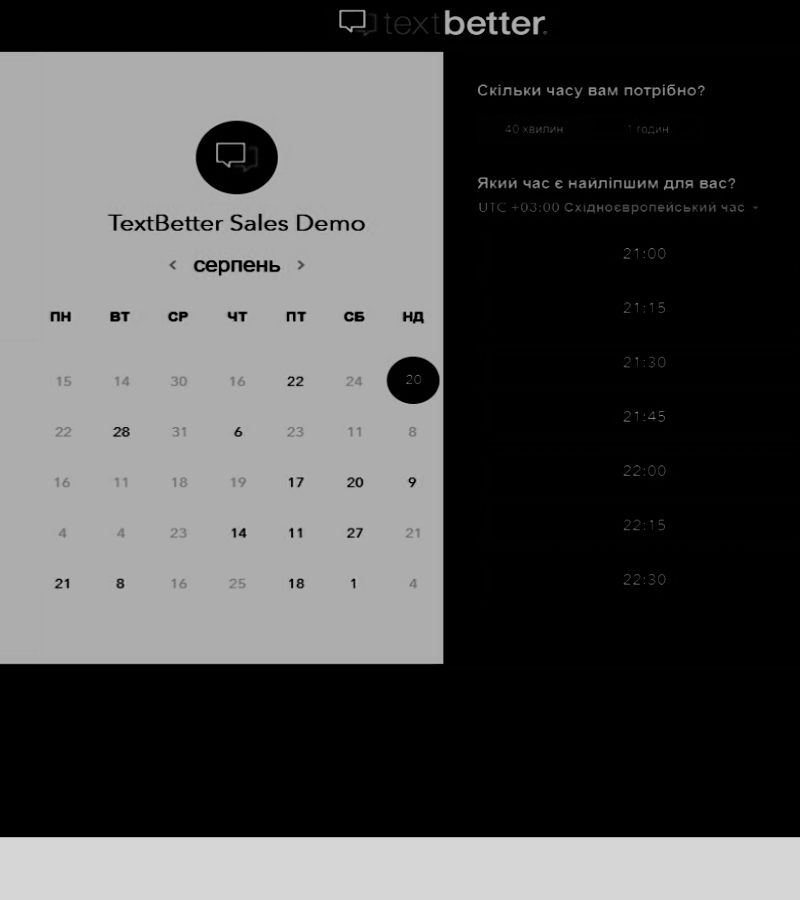 textbetter.
TextBetter Sales Demo
< серпень >
ПН ВТ СР ЧТ ПТ СБ НД
15 14 30 16 22 24 20
22 28 31 6 23 11 8
16 11 18 19 17 20 9
4 4 23 14 11 27 21
21 8 16 25 18 1 4
Скільки часу вам потрібно?
40 хвилин 1 годин
Який час є найліпшим для вас?
UTC +03:00 Східноєвропейський час
21:00
21:15
21:30
21:45
22:00
22:15
22:30